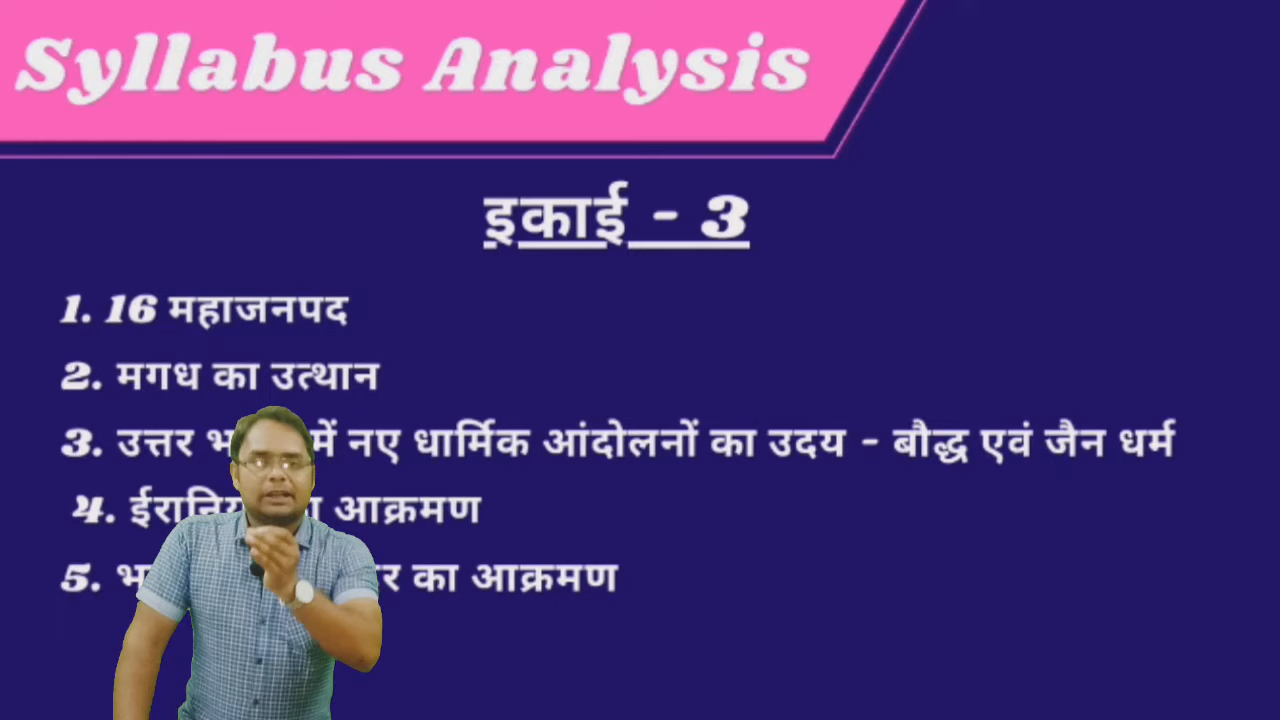 Syllabus Analysis
इकाई - 3
1. 16 महाजनपद
2. मगध का उत्थान
3. उत्तर में नए धार्मिक आंदोलनों का उदय - बौद्ध एवं जैन धर्म
4. आक्रमण
5. का आक्रमण